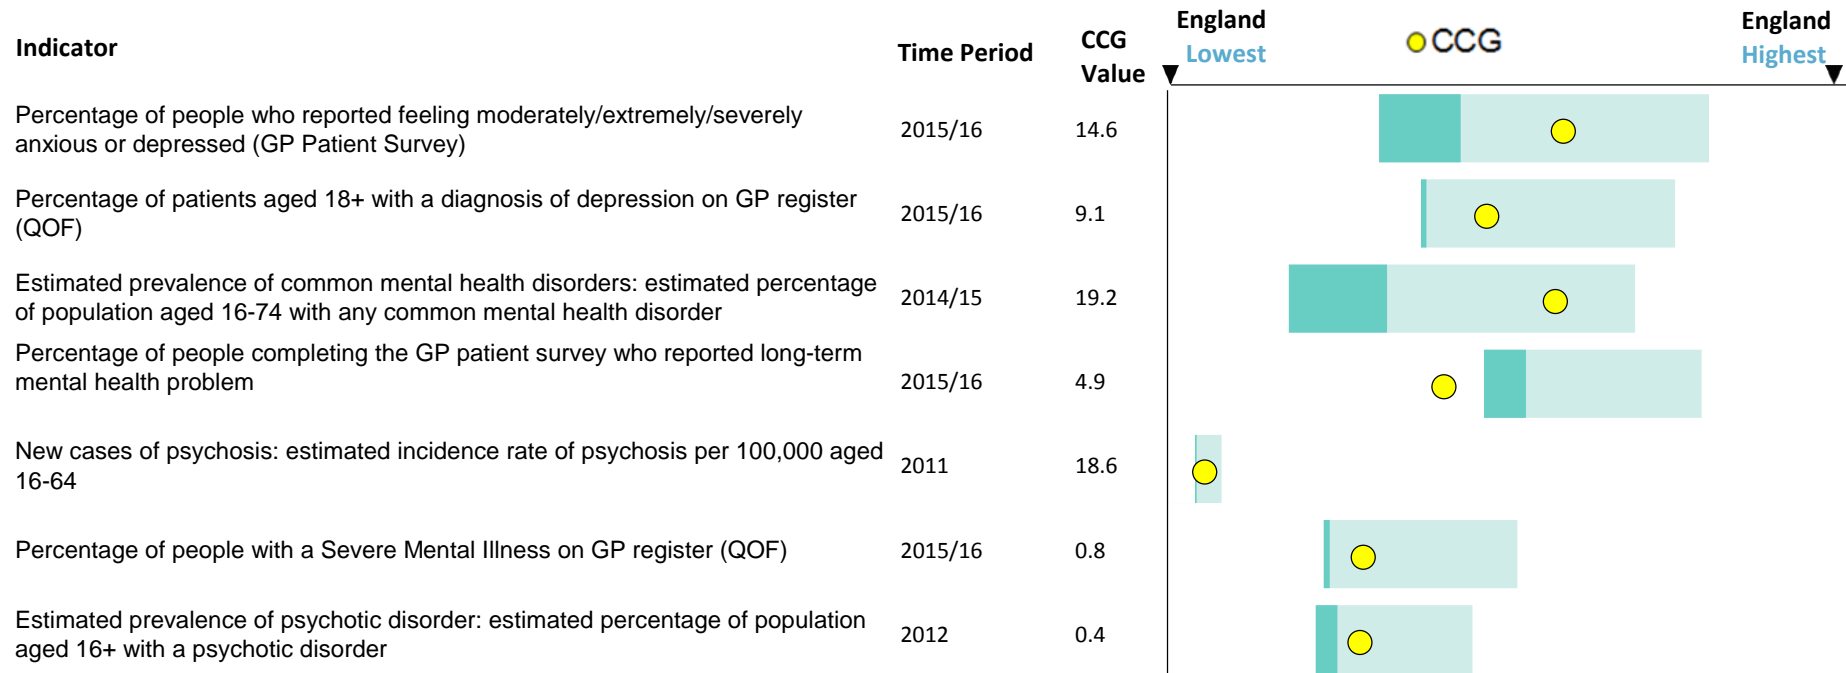 Indicator
Time Period
CCG
Value
England
Lowest
CCG
England
Highest
Percentage of people who reported feeling moderately/extremely/severely
anxious or depressed (GP Patient Survey)
2015/16
14.6
Percentage of patients aged 18+ with a diagnosis of depression on GP register
(QOF)
2015/16
9.1
Estimated prevalence of common mental health disorders: estimated percentage
of population aged 16-74 with any common mental health disorder
2014/15
19.2
Percentage of people completing the GP patient survey who reported long-term
mental health problem
2015/16
4.9
New cases of psychosis: estimated incidence rate of psychosis per 100,000 aged
16-64
2011
18.6
Percentage of people with a Severe Mental Illness on GP register (QOF)
2015/16
0.8
Estimated prevalence of psychotic disorder: estimated percentage of population
aged 16+ with a psychotic disorder
2012
0.4